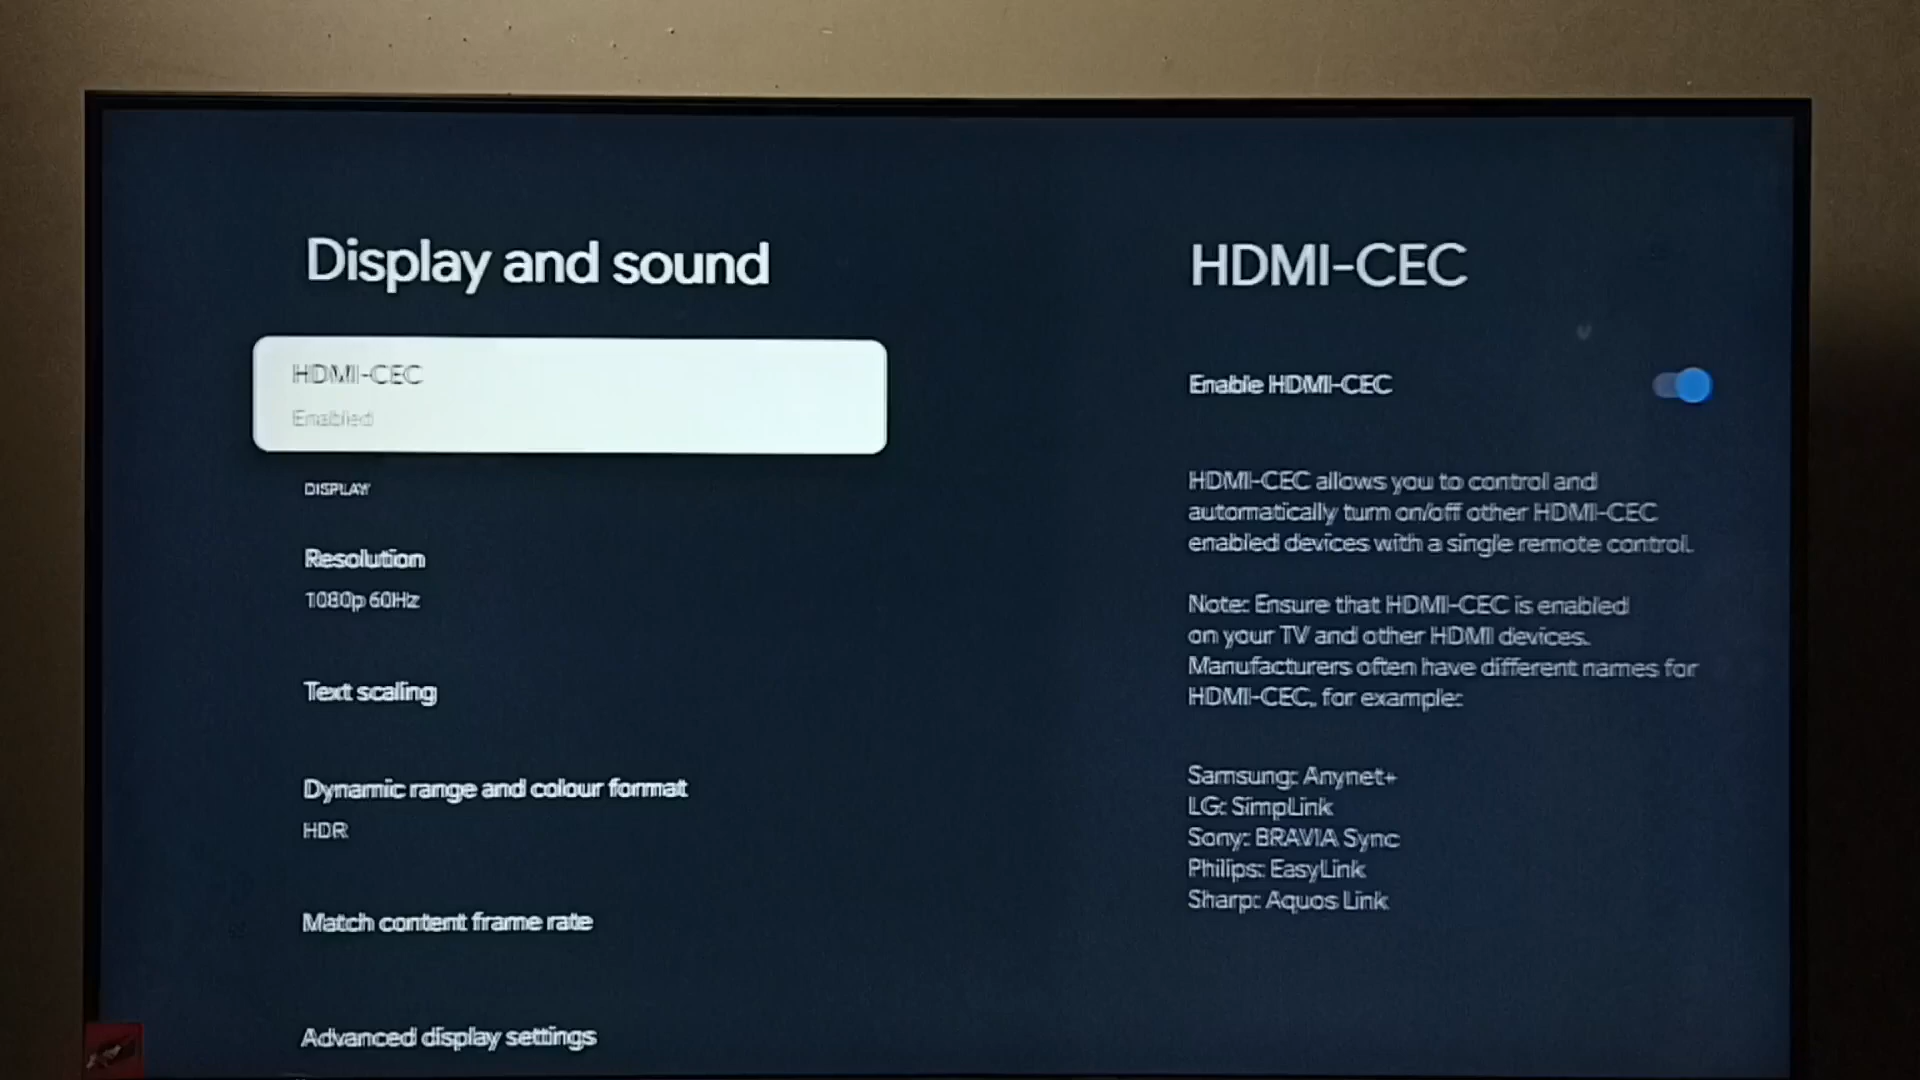 Display and sound
HDMI-CEC
Enabled
DISPLAY
Resolution
1080p 60Hz
Text scaling
Dynamic range and colour format
HDR
Match content frame rate
Advanced display settings
HDMI-CEC
Enable HDMI-CEC
HDMI-CEC allows you to control and
automatically turn on/off other HDMI-CEC
enabled devices with a single remote control.
Note: Ensure that HDMI-CEC is enabled
on your TV and other HDMI devices.
Manufacturers often have different names for
HDMI-CEC, for example:
Samsung: Anynet+
LG: SimpLink
Sony: BRAVIA Sync
Philips: EasyLink
Sharp: Aquos Link